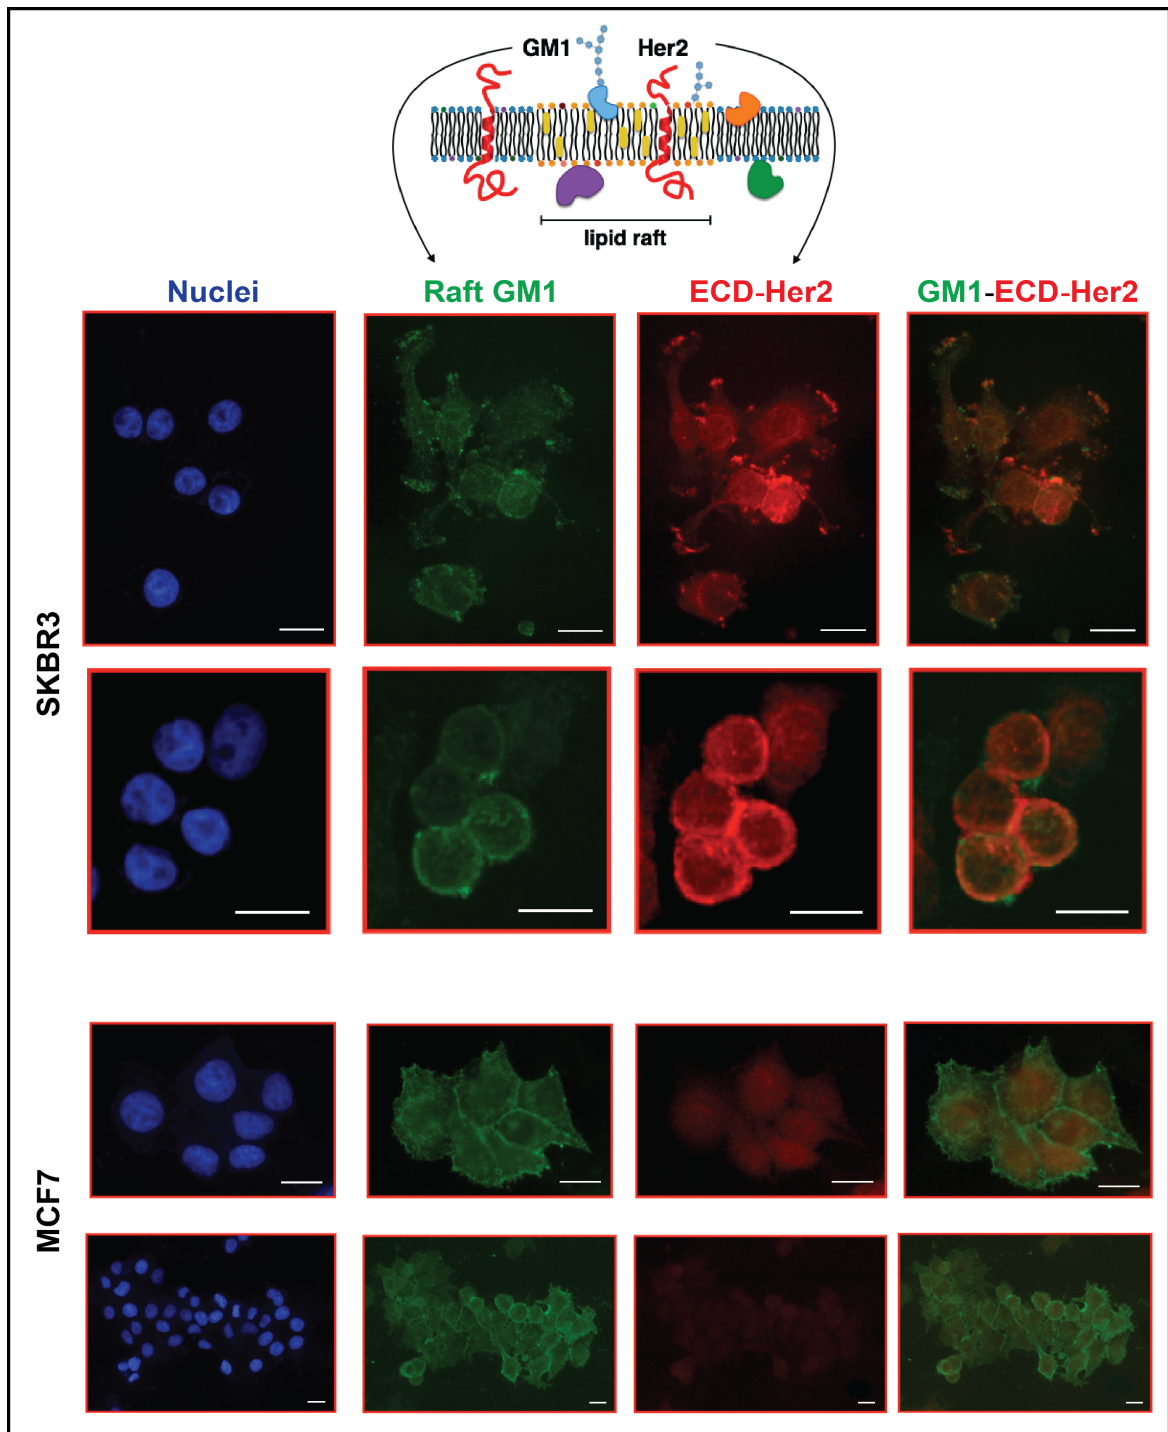 GM1 Her2
lipid raft
Nuclei Raft GM1 ECD-Her2 GM1-ECD-Her2
SKBR3
MCF7